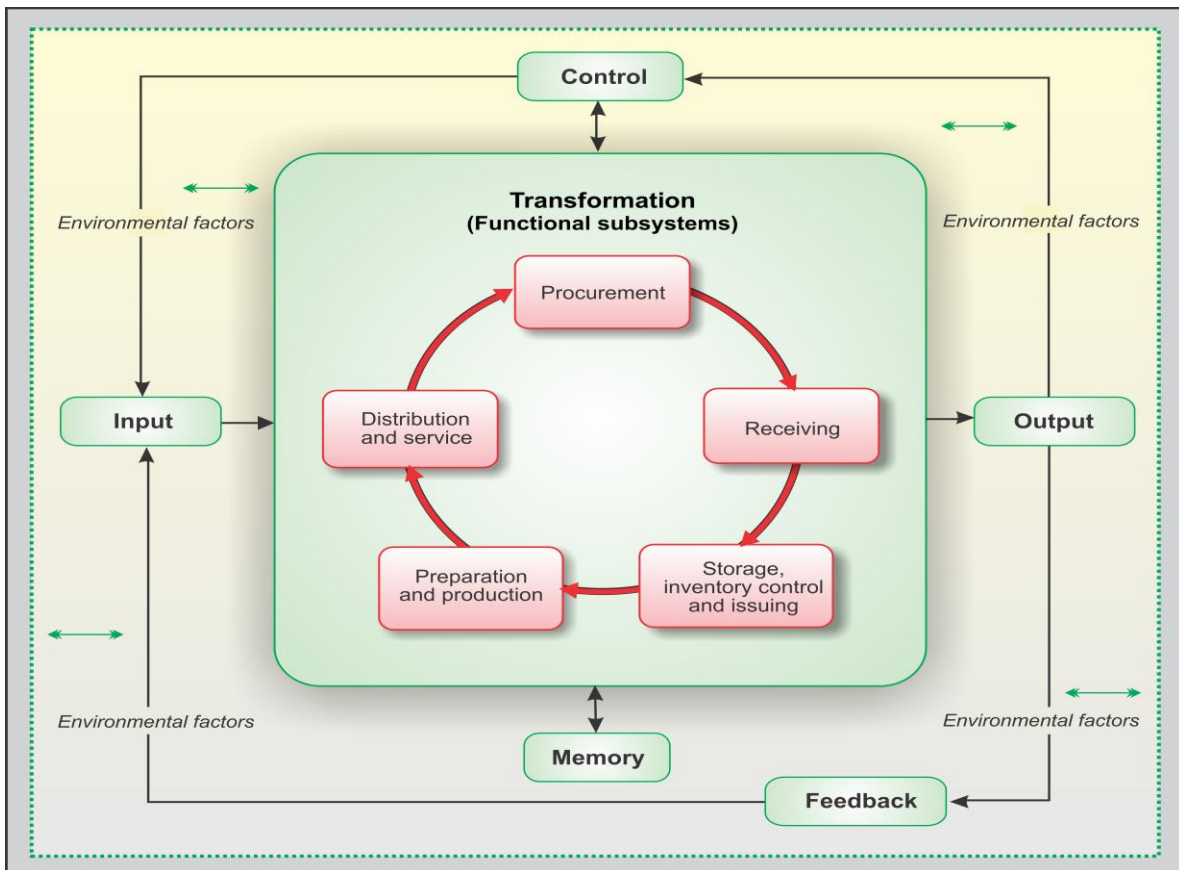 Control
Transformation
(Functional subsystems)
Environmental factors
Environmental factors
Procurement
Input
Distribution
and service
Receiving
Output
Preparation
and production
Storage,
inventory control
and issuing
Environmental factors
Environmental factors
Memory
Feedback